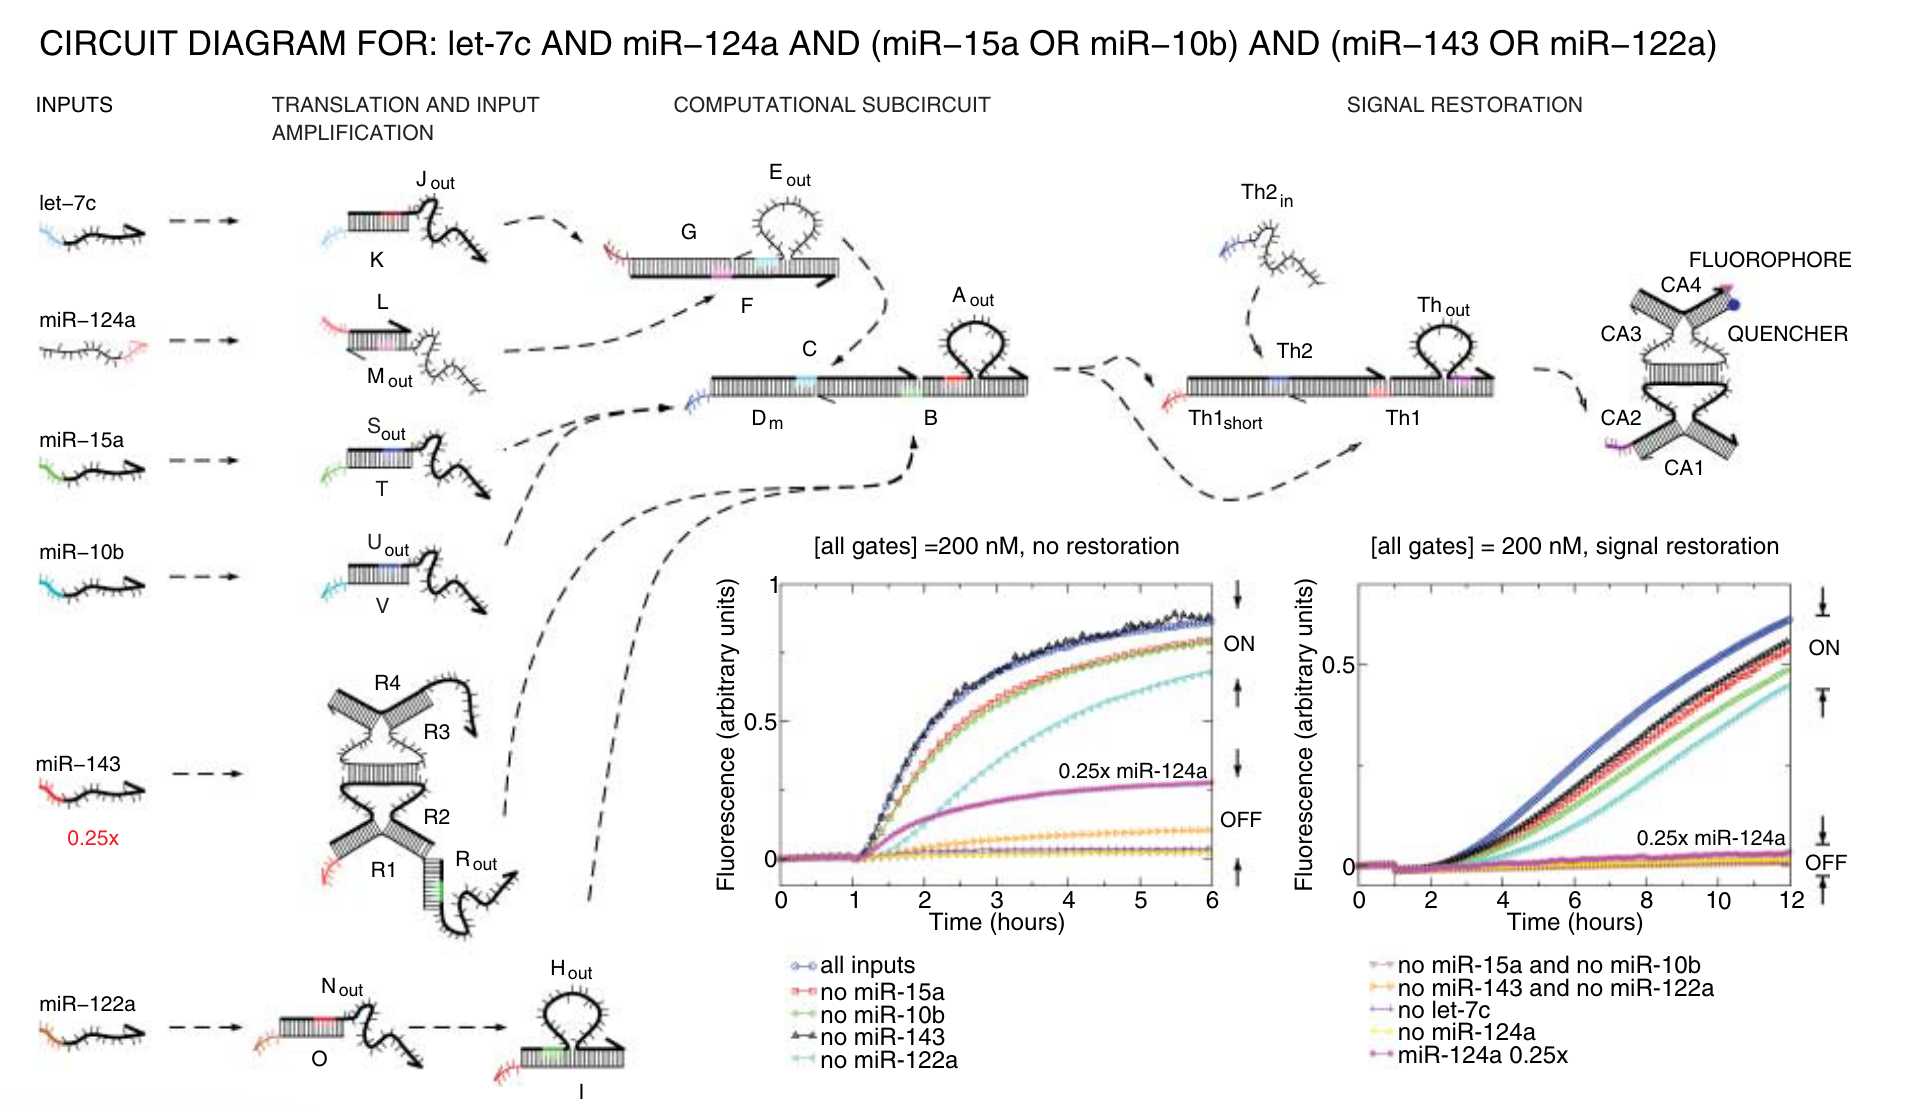 CIRCUIT DIAGRAM FOR: let-7c AND miR−124a AND (miR−15a OR miR−10b) AND (miR−143 OR miR−122a)
INPUTS
TRANSLATION AND INPUT
AMPLIFICATION
COMPUTATIONAL SUBCIRCUIT
SIGNAL RESTORATION
let−7c
J out
K
miR−124a
L
M out
miR−15a
S out
T
miR−10b
U out
V
miR−143
0.25x
R4
R3
R2
R1
R out
miR−122a
N out
O
H out
I
E out
G
F
A out
C
D m
B
Th2 in
Th2
Th out
Th1 short
Th1
FLUOROPHORE
CA4
CA3
QUENCHER
CA2
CA1
[all gates] =200 nM, no restoration
Fluorescence (arbitrary units)
1
0.5
0
0 1 2 3 4 5 6
Time (hours)
0.25x miR−124a
ON
OFF
all inputs
no miR-15a
no miR-10b
no miR-143
no miR-122a
[all gates] = 200 nM, signal restoration
Fluorescence (arbitrary units)
0.5
0
0 2 4 6 8 10 12
Time (hours)
0.25x miR−124a
ON
OFF
no miR-15a and no miR-10b
no miR-143 and no miR-122a
no let-7c
no miR-124a
miR-124a 0.25x